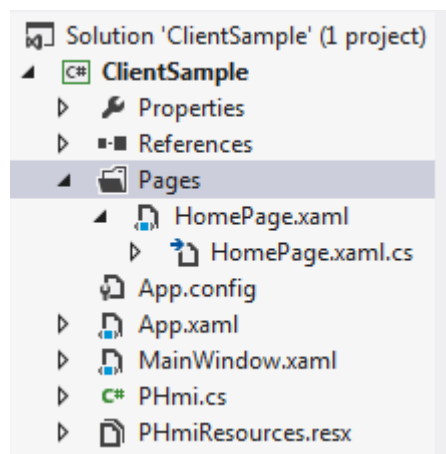 Solution 'ClientSample' (1 project)
C# ClientSample
Properties
References
Pages
HomePage.xaml
HomePage.xaml.cs
App.config
App.xaml
MainWindow.xaml
C# PHmi.cs
PHmiResources.resx